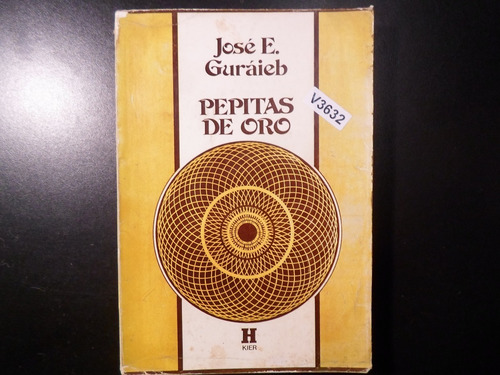 José E.
Guráieb
PEPITAS
DE ORO
V3632
KIER